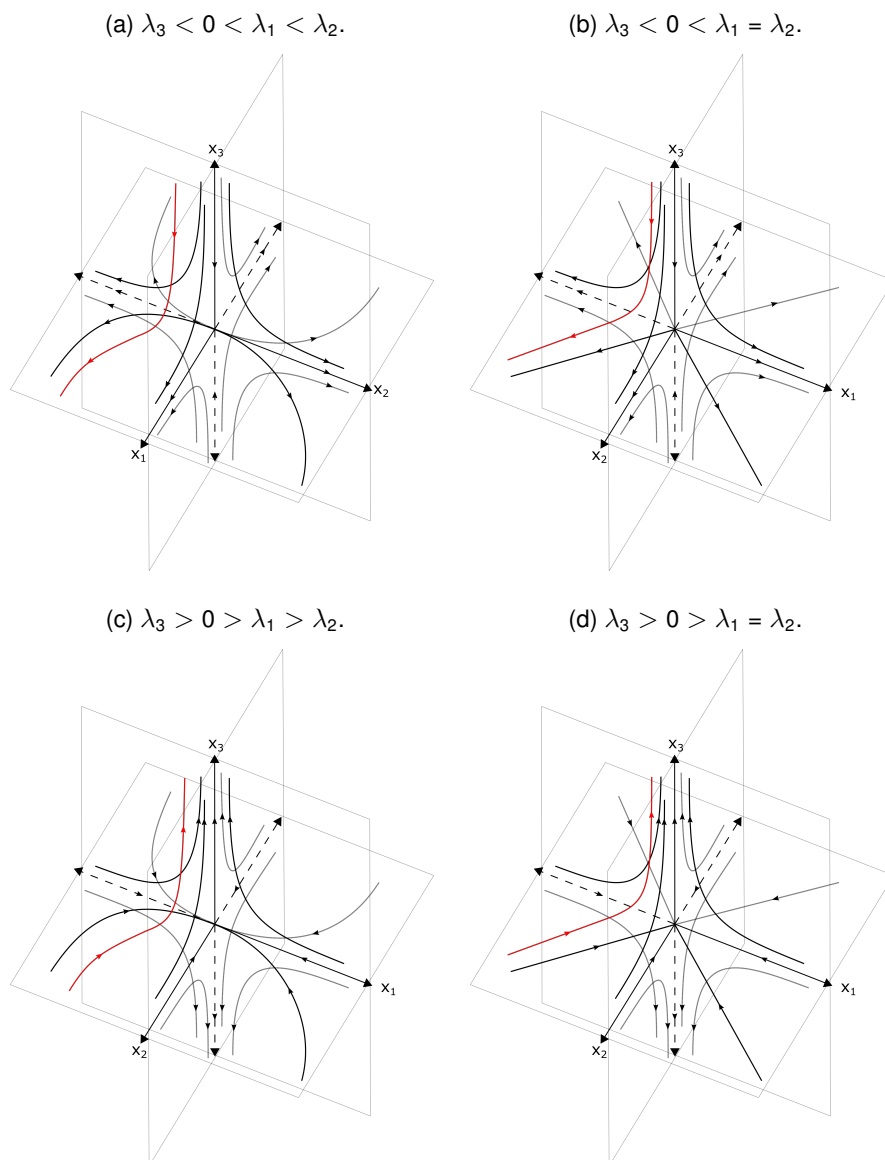 (a) λ₃ < 0 < λ₁ < λ₂.
(b) λ₃ < 0 < λ₁ = λ₂.
x₃
x₃
x₂
x₁
x₁
x₂
(c) λ₃ > 0 > λ₁ > λ₂.
(d) λ₃ > 0 > λ₁ = λ₂.
x₃
x₃
x₁
x₁
x₂
x₂